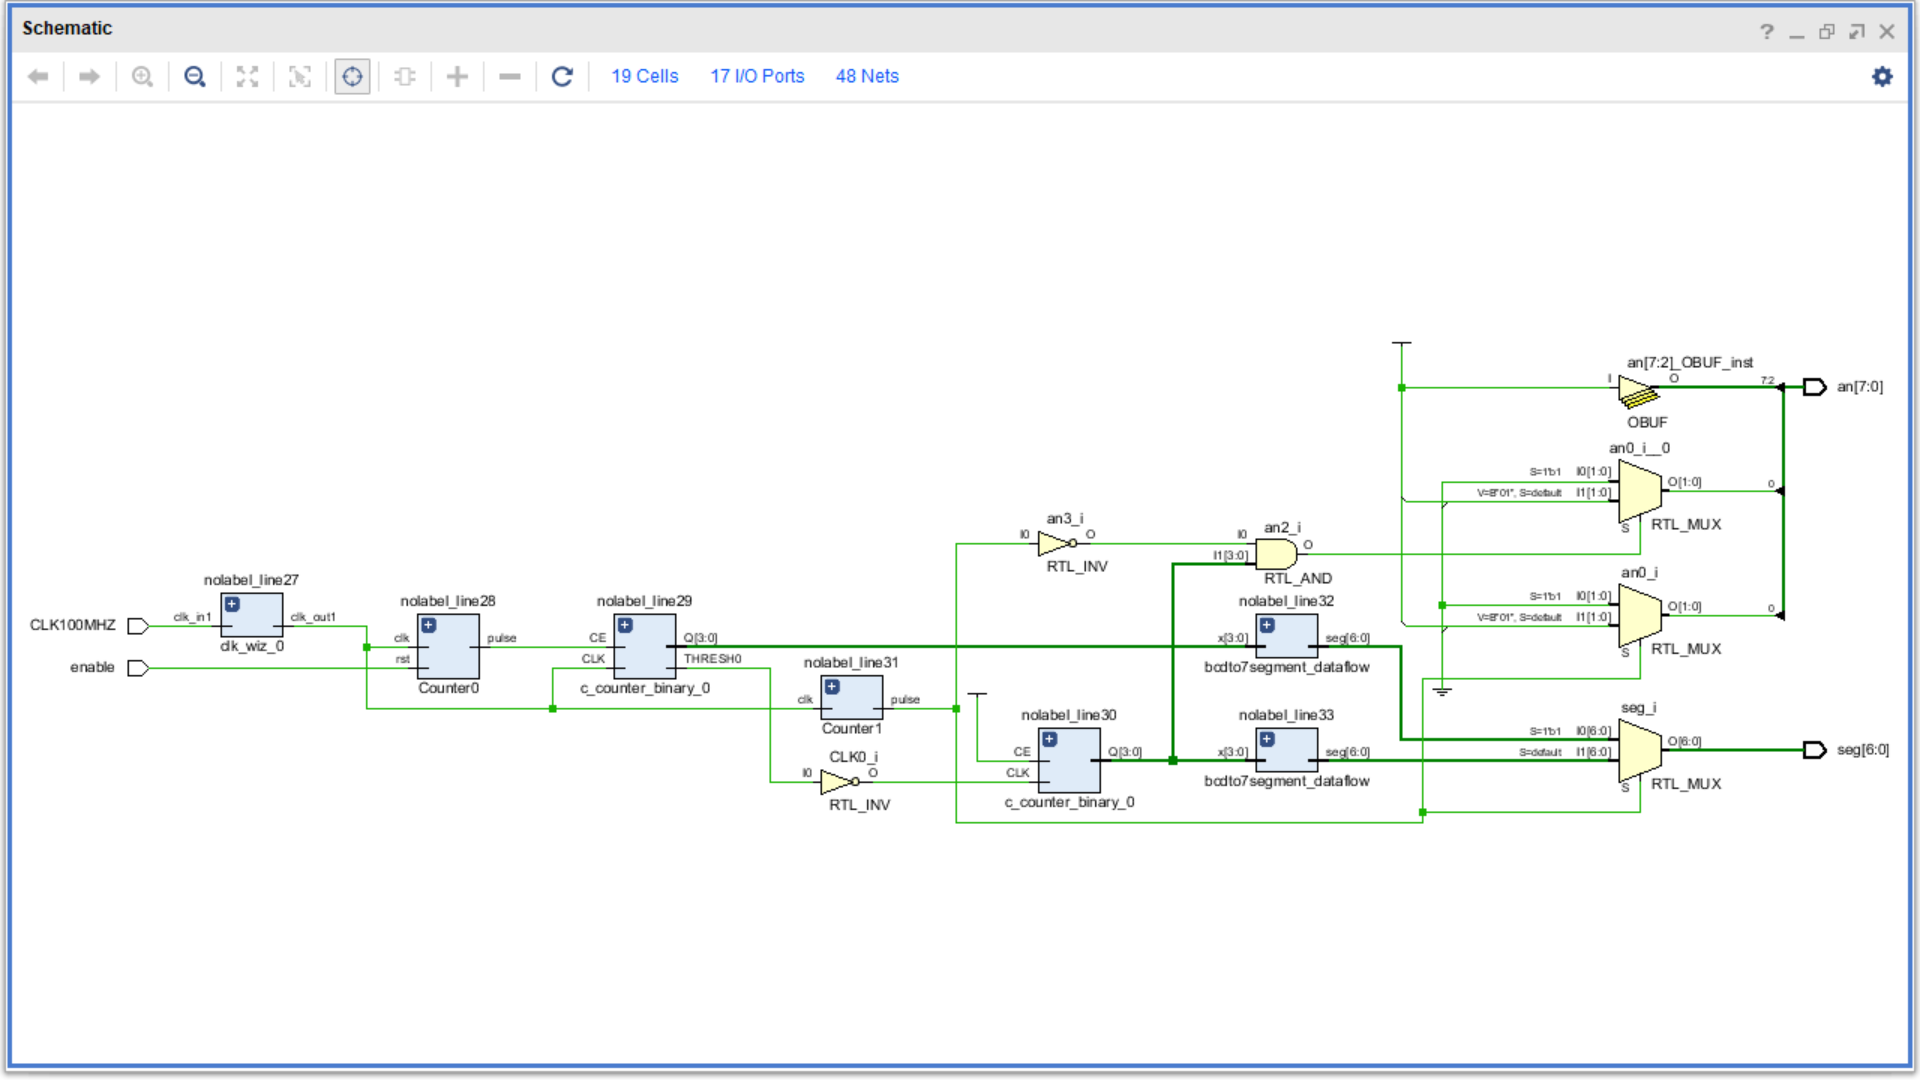 Schematic
19 Cells 17 I/O Ports 48 Nets
an[7:2]_OBUF_inst
I O 7:2 an[7:0]
OBUF
an0_i__0
S=1'b1 I0[1:0] O[1:0] 0
V=B"01", S=default I1[1:0]
S RTL_MUX
an3_i
I0 O
RTL_INV
an2_i
I0 O
I1[3:0]
RTL_AND
an0_i
S=1'b1 I0[1:0] O[1:0] 0
V=B"01", S=default I1[1:0]
S RTL_MUX
nolabel_line27
CLK100MHZ clk_in1 clk_out1
clk_wiz_0
enable
nolabel_line28
clk pulse
rst
Counter0
nolabel_line29
CE Q[3:0]
CLK THRESH0
c_counter_binary_0
nolabel_line32
x[3:0] seg[6:0]
bcdto7segment_dataflow
nolabel_line31
clk pulse
Counter1
CLK0_i
I0 O
RTL_INV
nolabel_line30
CE Q[3:0]
CLK
c_counter_binary_0
nolabel_line33
x[3:0] seg[6:0]
bcdto7segment_dataflow
seg_i
S=1'b1 I0[6:0] O[6:0] seg[6:0]
S=default I1[6:0]
S RTL_MUX